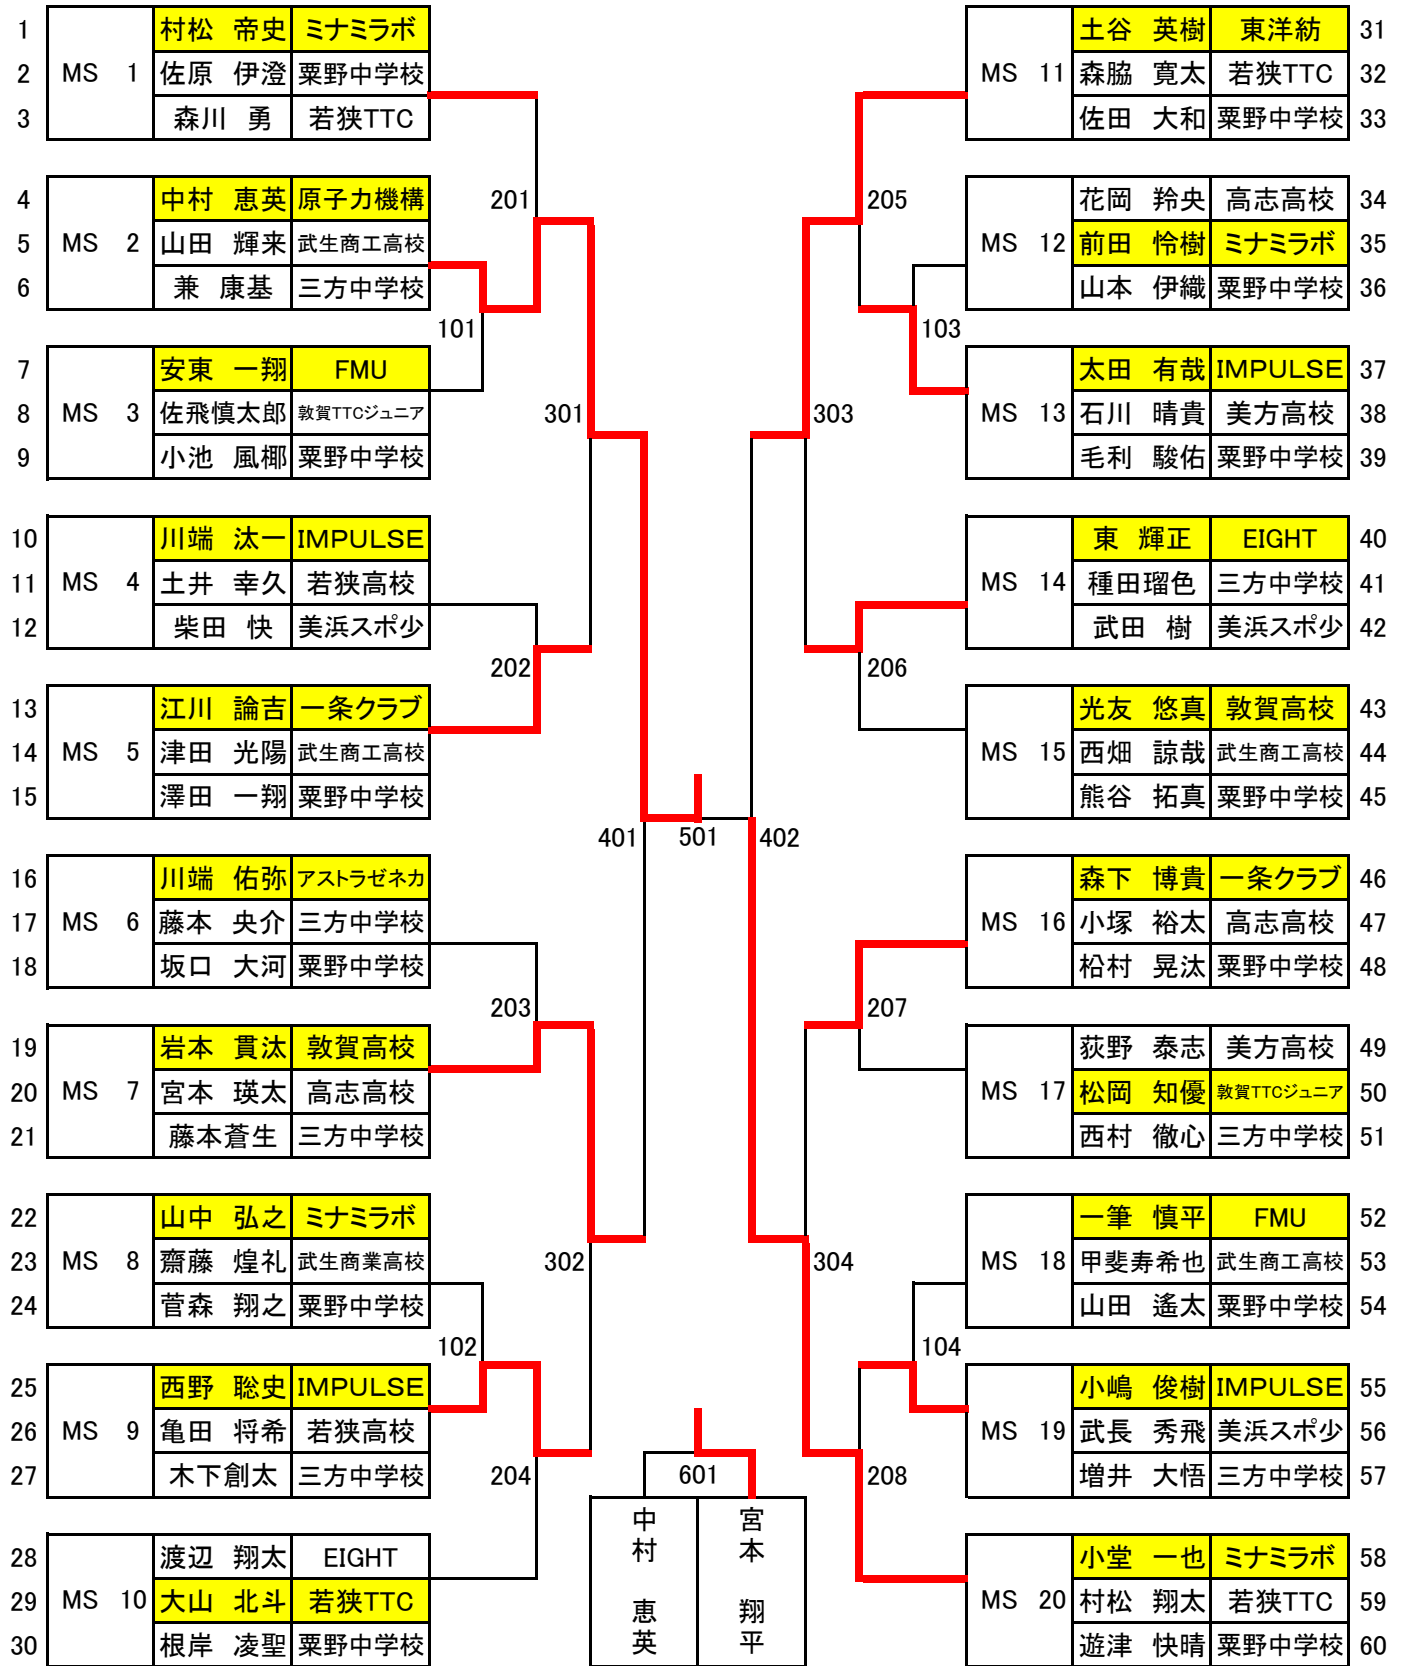 1 村松 帝史 ミナミラボ
2 MS 1 佐原 伊澄 粟野中学校
3 森川 勇 若狭TTC
4 中村 恵英 原子力機構
5 MS 2 山田 輝来 武生商工高校
6 兼 康基 三方中学校
7 安東 一翔 FMU
8 MS 3 佐飛慎太郎 敦賀TTCジュニア
9 小池 風梛 粟野中学校
10 川端 汰一 IMPULSE
11 MS 4 土井 幸久 若狭高校
12 柴田 快 美浜スポ少
13 江川 諭吉 一条クラブ
14 MS 5 津田 光陽 武生商工高校
15 澤田 一翔 粟野中学校
16 川端 佑弥 アストラゼネカ
17 MS 6 藤本 央介 三方中学校
18 坂口 大河 粟野中学校
19 岩本 貫汰 敦賀高校
20 MS 7 宮本 瑛太 高志高校
21 藤本蒼生 三方中学校
22 山中 弘之 ミナミラボ
23 MS 8 齋藤 煌礼 武生商業高校
24 菅森 翔之 粟野中学校
25 西野 聡史 IMPULSE
26 MS 9 亀田 将希 若狭高校
27 木下創太 三方中学校
28 渡辺 翔太 EIGHT
29 MS 10 大山 北斗 若狭TTC
30 根岸 凌聖 粟野中学校
201
101
301
202
401
203
302
102
204
501
601
中村 恵英
宮本 翔平
205
103
303
206
402
207
304
104
208
土谷 英樹 東洋紡 31
MS 11 森脇 寛太 若狭TTC 32
佐田 大和 粟野中学校 33
花岡 羚央 高志高校 34
MS 12 前田 怜樹 ミナミラボ 35
山本 伊織 粟野中学校 36
太田 有哉 IMPULSE 37
MS 13 石川 晴貴 美方高校 38
毛利 駿佑 粟野中学校 39
東 輝正 EIGHT 40
MS 14 種田瑠色 三方中学校 41
武田 樹 美浜スポ少 42
光友 悠真 敦賀高校 43
MS 15 西畑 諒哉 武生商工高校 44
熊谷 拓真 粟野中学校 45
森下 博貴 一条クラブ 46
MS 16 小塚 裕太 高志高校 47
松村 晃汰 粟野中学校 48
荻野 泰志 美方高校 49
MS 17 松岡 知優 敦賀TTCジュニア 50
西村 徹心 三方中学校 51
一筆 慎平 FMU 52
MS 18 甲斐寿希也 武生商工高校 53
山田 遙太 粟野中学校 54
小嶋 俊樹 IMPULSE 55
MS 19 武長 秀飛 美浜スポ少 56
増井 大悟 三方中学校 57
小堂 一也 ミナミラボ 58
MS 20 村松 翔太 若狭TTC 59
遊津 快晴 粟野中学校 60